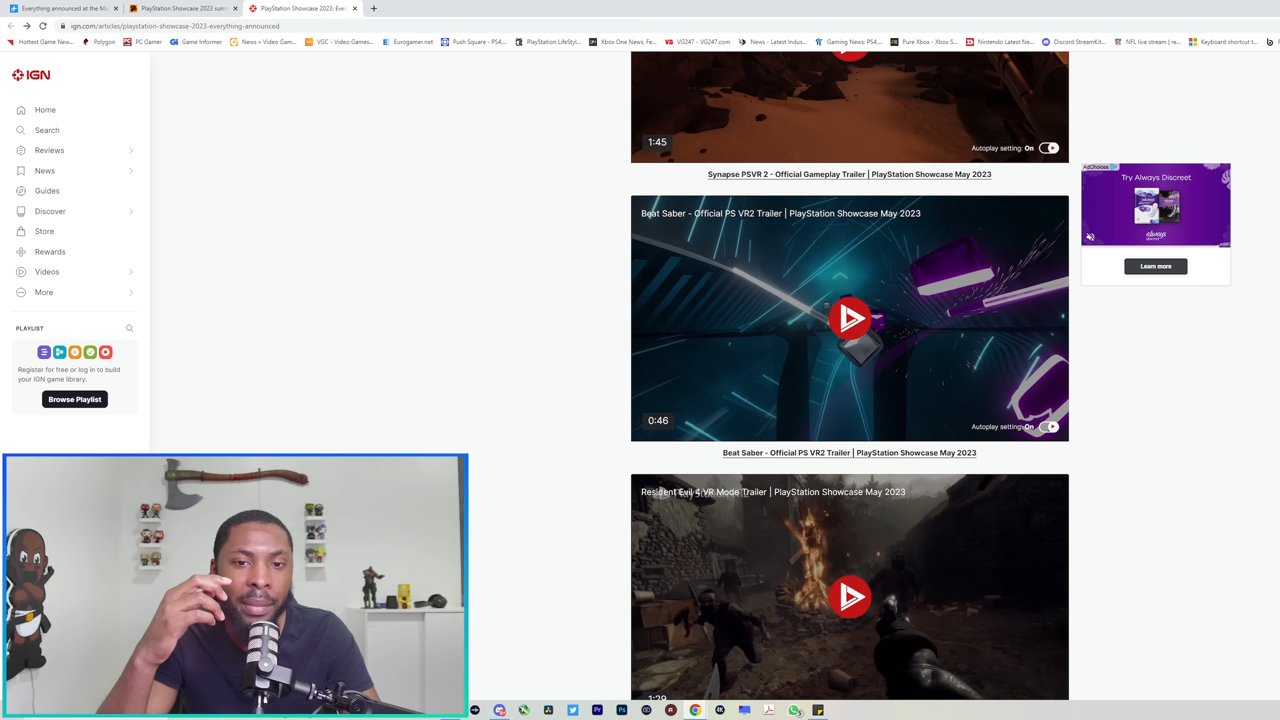 Everything announced at the Ma
PlayStation Showcase 2023 sum
PlayStation Showcase 2023: Eve
ign.com/articles/playstation-showcase-2023-everything-announced
Hottest Game New...
Polygon
PC Gamer
Game Informer
News + Video Gam...
VGC - Video Games...
Eurogamer.net
Push Square - PS4,...
PlayStation LifeStyl...
Xbox One News, Fe...
VG247 - VG247.com
News - Latest Indus...
Gaming News: PS4,...
Pure Xbox - Xbox S...
Nintendo Latest Ne...
Discord StreamKit...
NFL live stream | re...
Keyboard shortcut t...
IGN
Home
Search
Reviews
News
Guides
Discover
Store
Rewards
Videos
More
PLAYLIST
Register for free or log in to build
your IGN game library.
Browse Playlist
1:45
Autoplay setting: On
Synapse PSVR 2 - Official Gameplay Trailer | PlayStation Showcase May 2023
Beat Saber - Official PS VR2 Trailer | PlayStation Showcase May 2023
0:46
Autoplay setting: On
Beat Saber - Official PS VR2 Trailer | PlayStation Showcase May 2023
Resident Evil 4 VR Mode Trailer | PlayStation Showcase May 2023
1:29
AdChoices
Try Always Discreet
always
Learn more